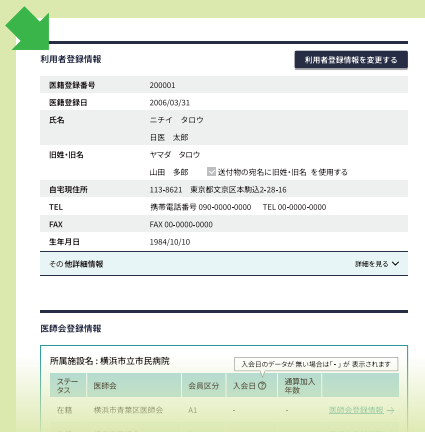 利用者登録情報
利用者登録情報を変更する
医籍登録番号 200001
医籍登録日 2006/03/31
氏名 ニチイ　タロウ
日医　太郎
旧姓・旧名 ヤマダ　タロウ
山田　多郎 送付物の宛名に旧姓・旧名 を使用する
自宅現住所 113-8621　東京都文京区本駒込2-28-16
TEL 携帯電話番号 090-0000-0000　TEL 00-0000-0000
FAX FAX 00-0000-0000
生年月日 1984/10/10
その他詳細情報 詳細を見る
医師会登録情報
所属施設名：横浜市立市民病院
入会日のデータが 無い場合は「-」が 表示されます
ステータス 医師会 会員区分 入会日 ? 通算加入年数
在籍 横浜市青葉区医師会 A1 - - 医師会登録情報 →